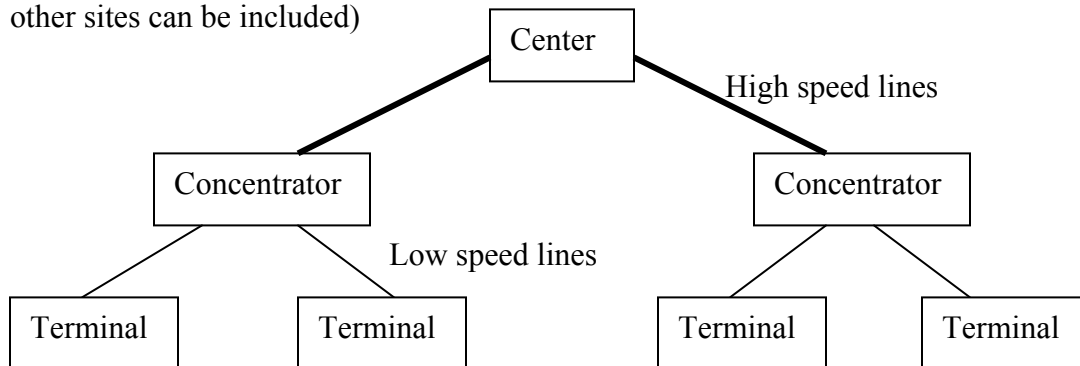 other sites can be included)
Center
High speed lines
Concentrator
Concentrator
Low speed lines
Terminal
Terminal
Terminal
Terminal